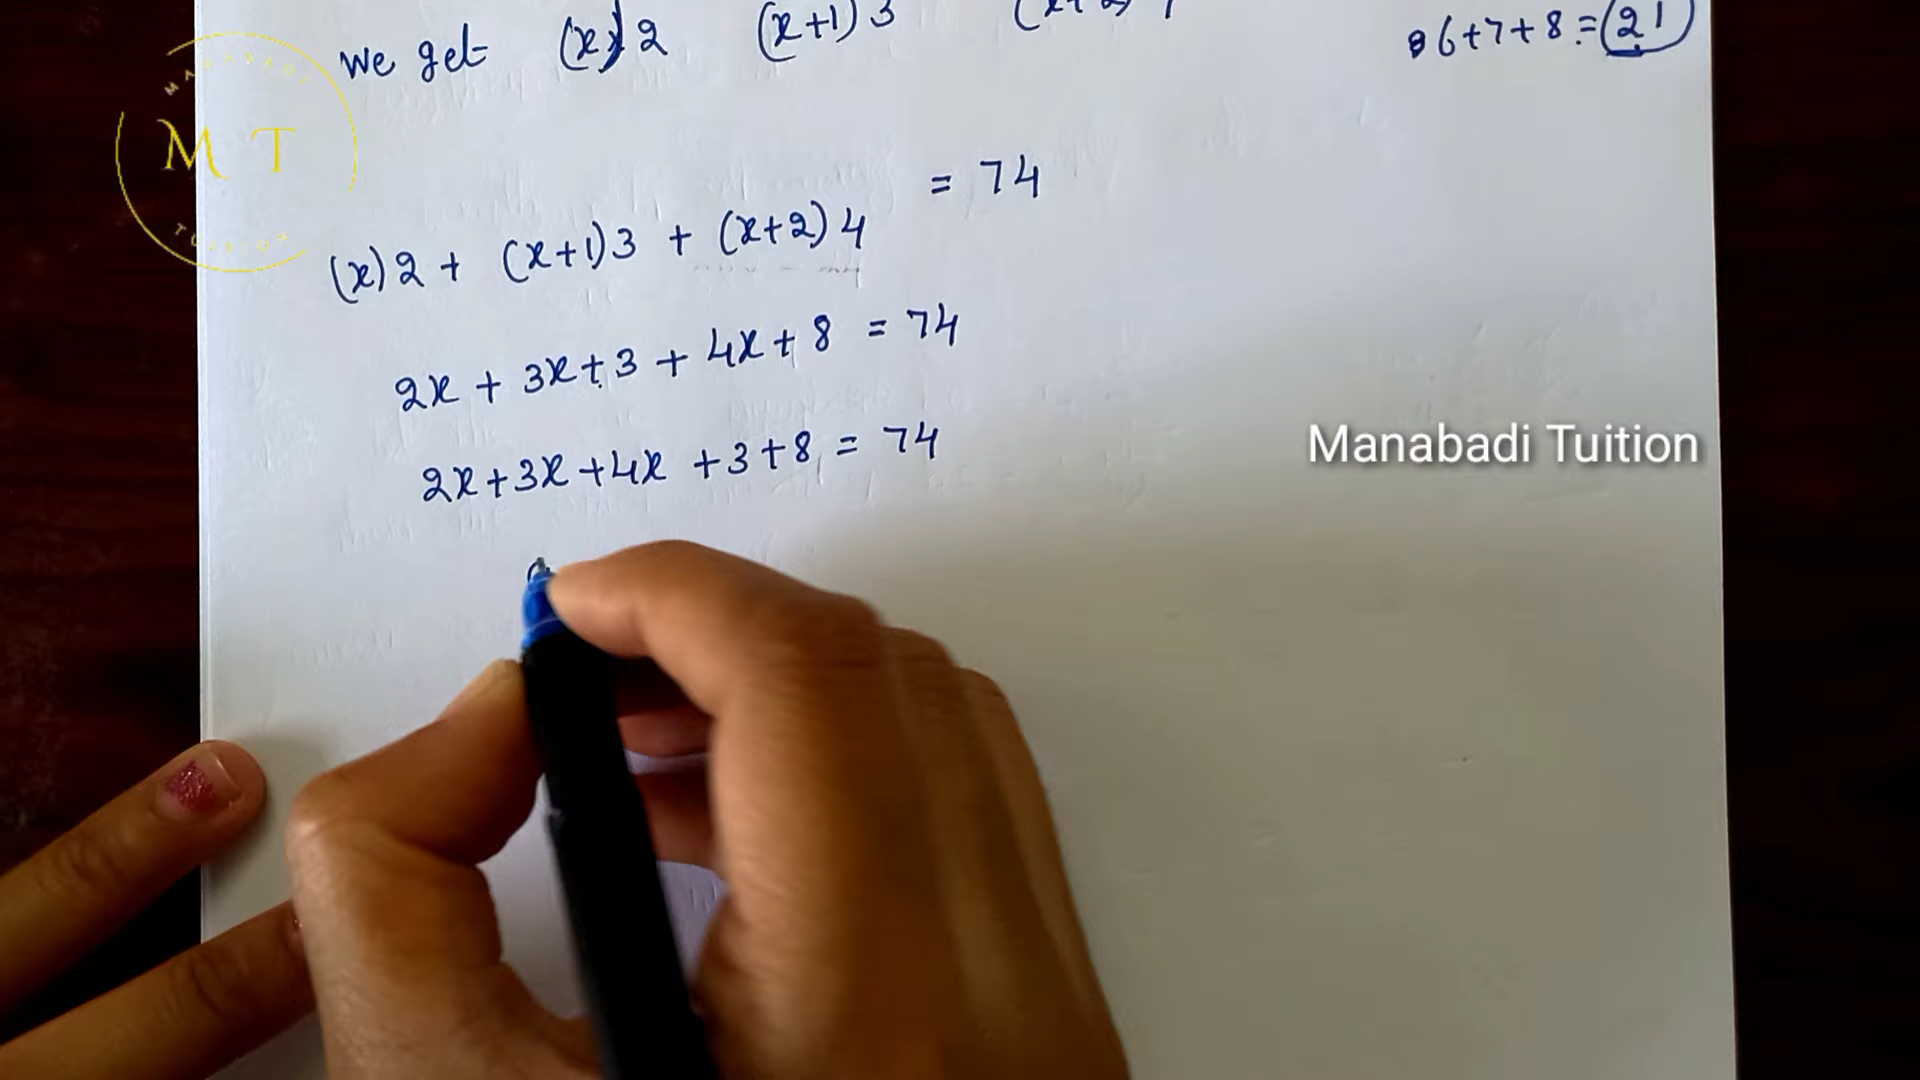 we get (x)2 (x+1)3
6+7+8=21
M T
(x)2 + (x+1)3 + (x+2)4 = 74
2x + 3x+3 + 4x+8 = 74
Manabadi Tuition
2x+3x+4x +3+8 = 74